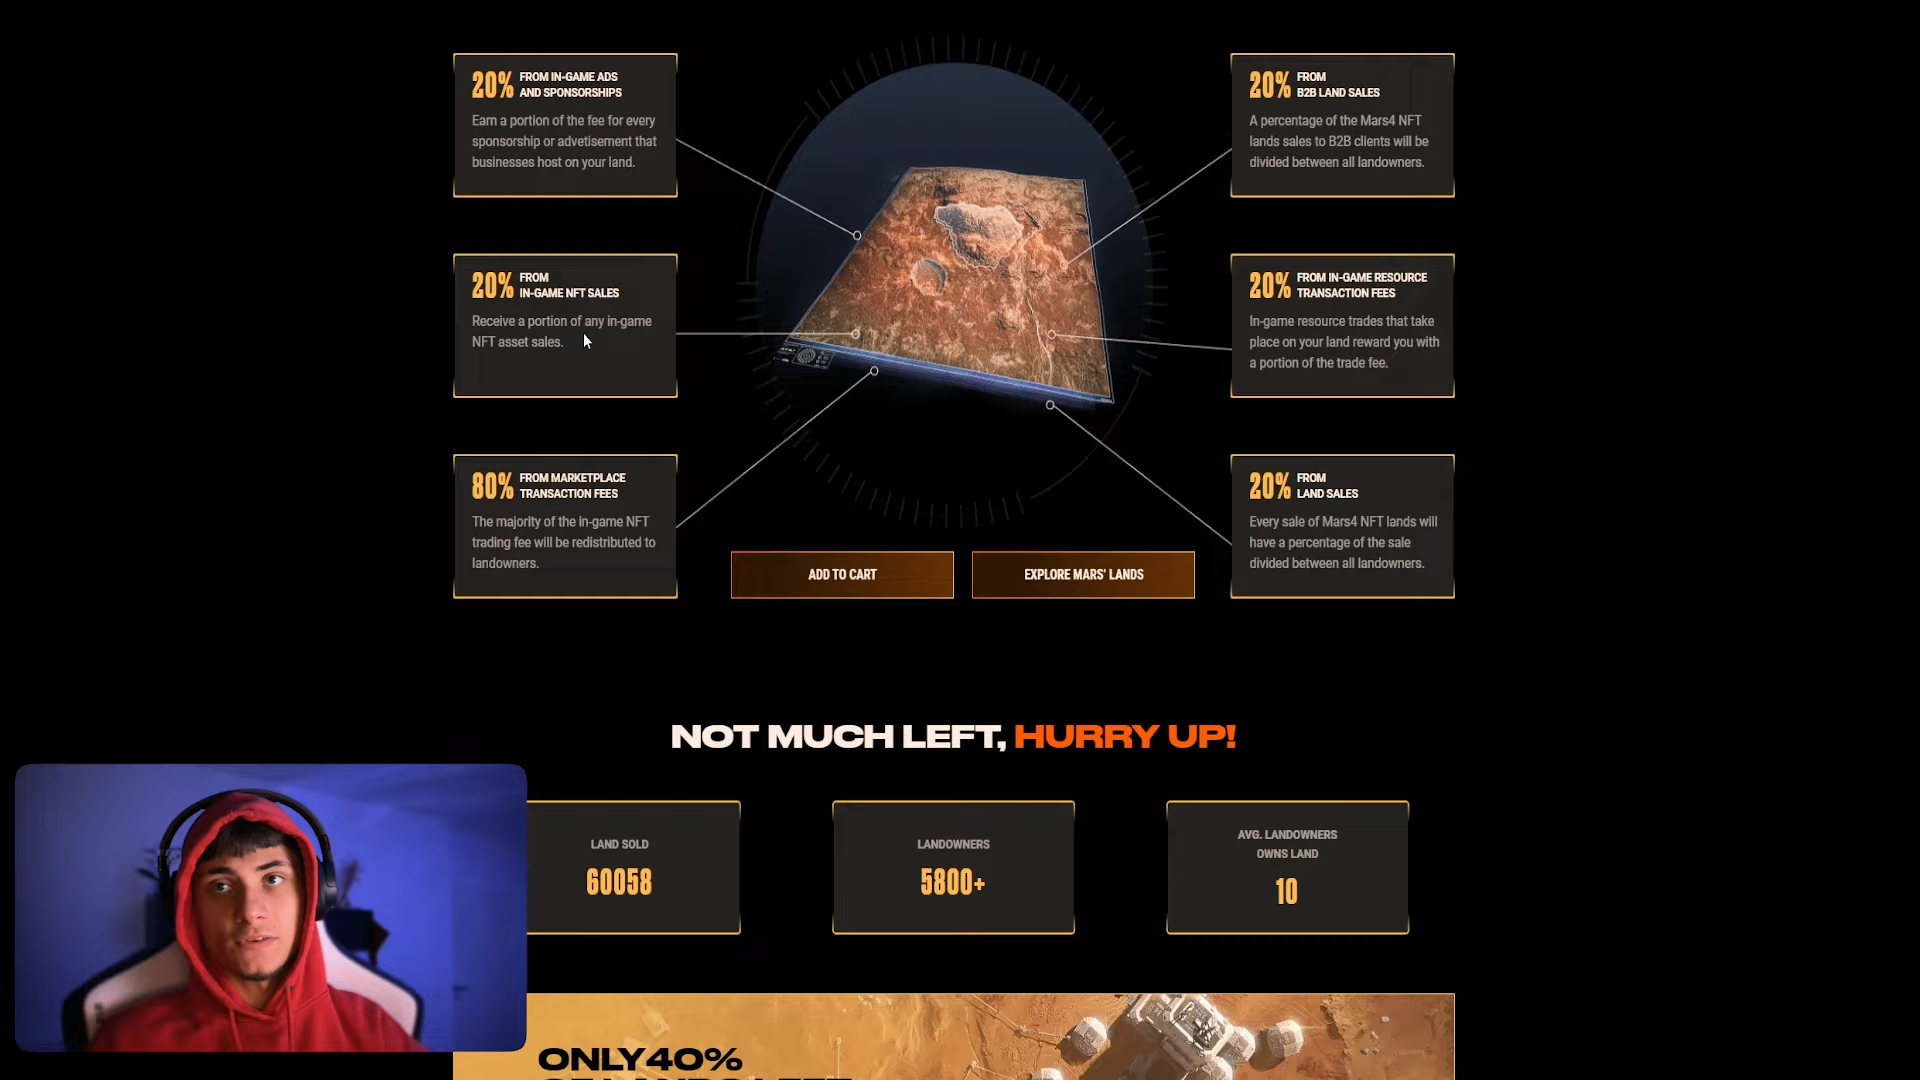 20% FROM IN-GAME ADS
AND SPONSORSHIPS
Earn a portion of the fee for every
sponsorship or advetisement that
businesses host on your land.
20% FROM
B2B LAND SALES
A percentage of the Mars4 NFT
lands sales to B2B clients will be
divided between all landowners.
20% FROM
IN-GAME NFT SALES
Receive a portion of any in-game
NFT asset sales.
20% FROM IN-GAME RESOURCE
TRANSACTION FEES
In-game resource trades that take
place on your land reward you with
a portion of the trade fee.
80% FROM MARKETPLACE
TRANSACTION FEES
The majority of the in-game NFT
trading fee will be redistributed to
landowners.
20% FROM
LAND SALES
Every sale of Mars4 NFT lands will
have a percentage of the sale
divided between all landowners.
ADD TO CART
EXPLORE MARS' LANDS
NOT MUCH LEFT, HURRY UP!
LAND SOLD
60058
LANDOWNERS
5800+
AVG. LANDOWNERS
OWNS LAND
10
ONLY 40%